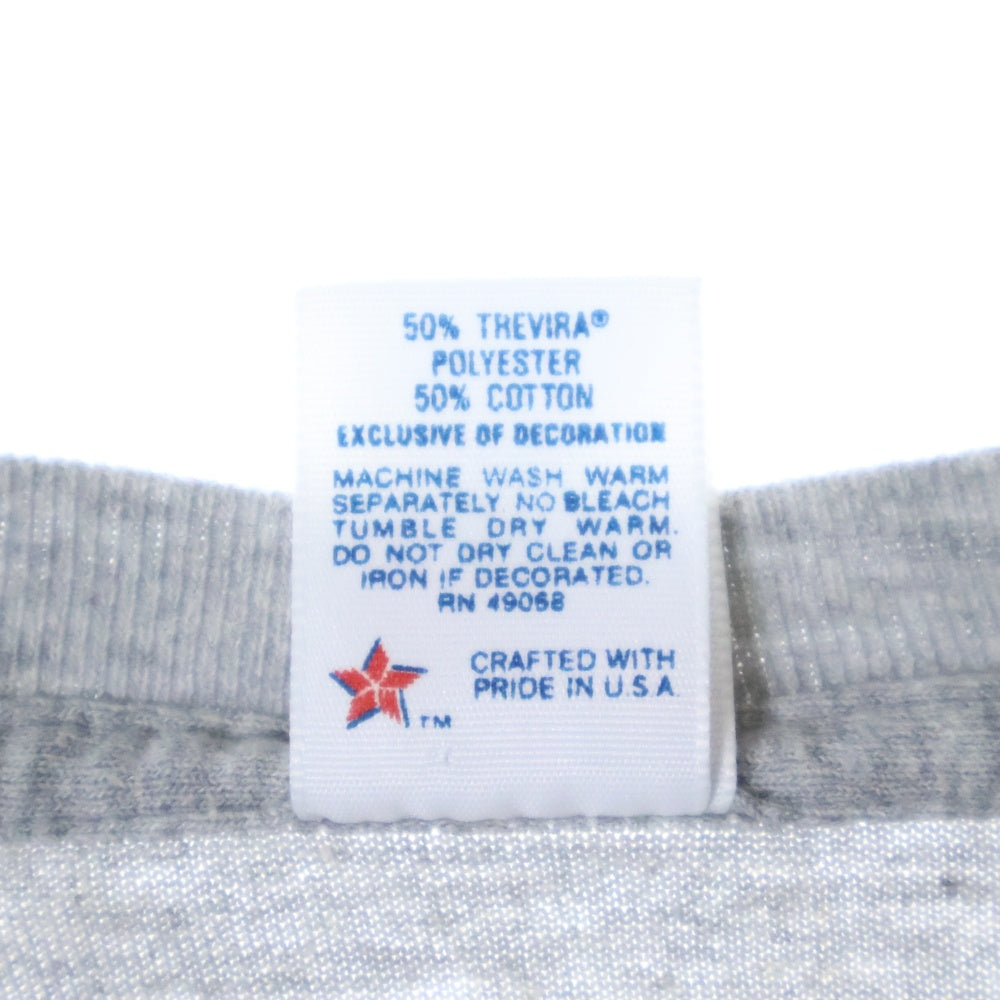 50% TREVIRA®
POLYESTER
50% COTTON
EXCLUSIVE OF DECORATION
MACHINE WASH WARM
SEPARATELY NO BLEACH
TUMBLE DRY WARM.
DO NOT DRY CLEAN OR
IRON IF DECORATED.
RN 49068
CRAFTED WITH
PRIDE IN U.S.A
TM